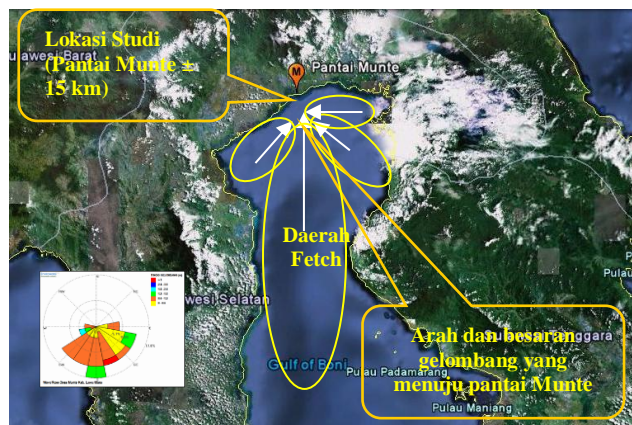 Lokasi Studi
(Pantai Munte ±
15 km)
Pantai Munte
Daerah
Fetch
Gulf of Boni
Arah dan besaran
gelombang yang
menuju pantai Munte
Pulau Padamarang
Pulau Maniang